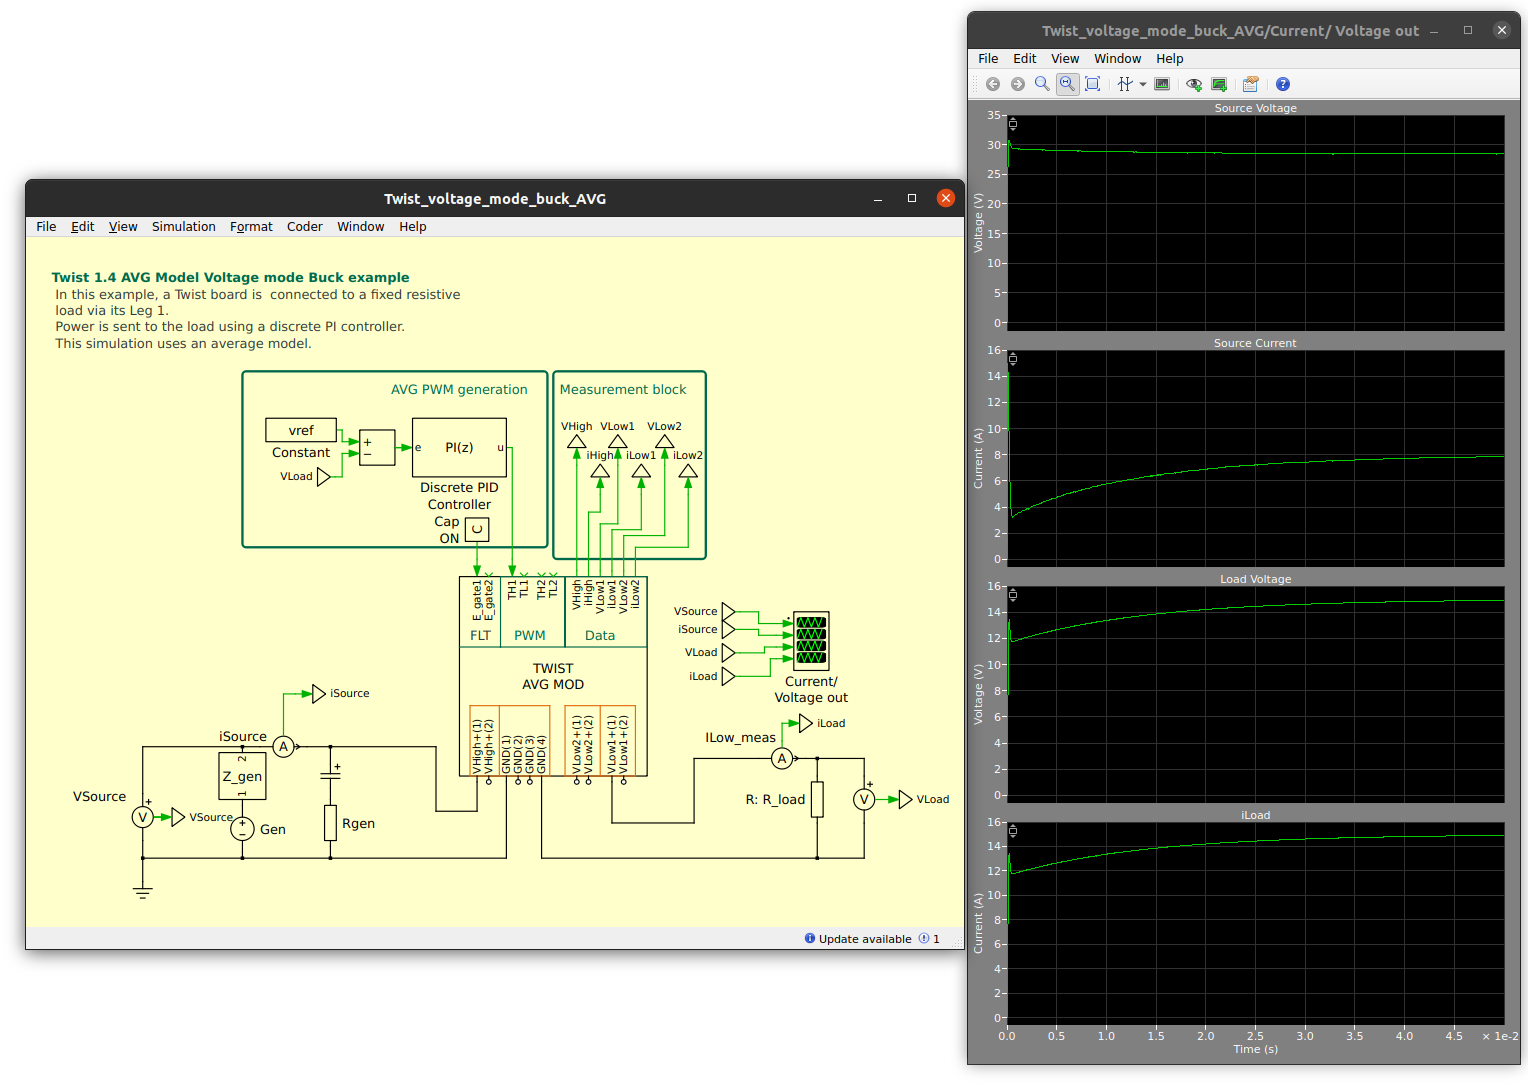 Twist_voltage_mode_buck_AVG
File Edit View Simulation Format Coder Window Help
Twist 1.4 AVG Model Voltage mode Buck example
In this example, a Twist board is connected to a fixed resistive
load via its Leg 1.
Power is sent to the load using a discrete PI controller.
This simulation uses an average model.
AVG PWM generation
vref
Constant
VLoad
+
−
e
PI(z)
u
Discrete PID
Controller
Cap
ON
C
Measurement block
VHigh VLow1 VLow2
iHigh iLow1 iLow2
E_gate1
E_gate2
TH1
TL1
TH2
TL2
VHigh
iHigh
VLow1
iLow1
VLow2
iLow2
FLT PWM Data
TWIST
AVG MOD
VHigh+(1)
VHigh+(2)
GND(1)
GND(2)
GND(3)
GND(4)
VLow2+(1)
VLow2+(2)
VLow1+(1)
VLow1+(2)
VSource
iSource
VLoad
iLoad
Current/
Voltage out
iSource
iSource
A
2
Z_gen
1
VSource
+
V
VSource
+
−
Gen
+
Rgen
iLoad
ILow_meas
A
R: R_load
+
V
VLoad
Update available 1
Twist_voltage_mode_buck_AVG/Current/ Voltage out
File Edit View Window Help
Source Voltage
35
30
25
20
15
10
5
0
Voltage (V)
Source Current
16
14
12
10
8
6
4
2
0
Current (A)
Load Voltage
16
14
12
10
8
6
4
2
0
Voltage (V)
iLoad
16
14
12
10
8
6
4
2
0
Current (A)
0.0 0.5 1.0 1.5 2.0 2.5 3.0 3.5 4.0 4.5 × 1e-2
Time (s)